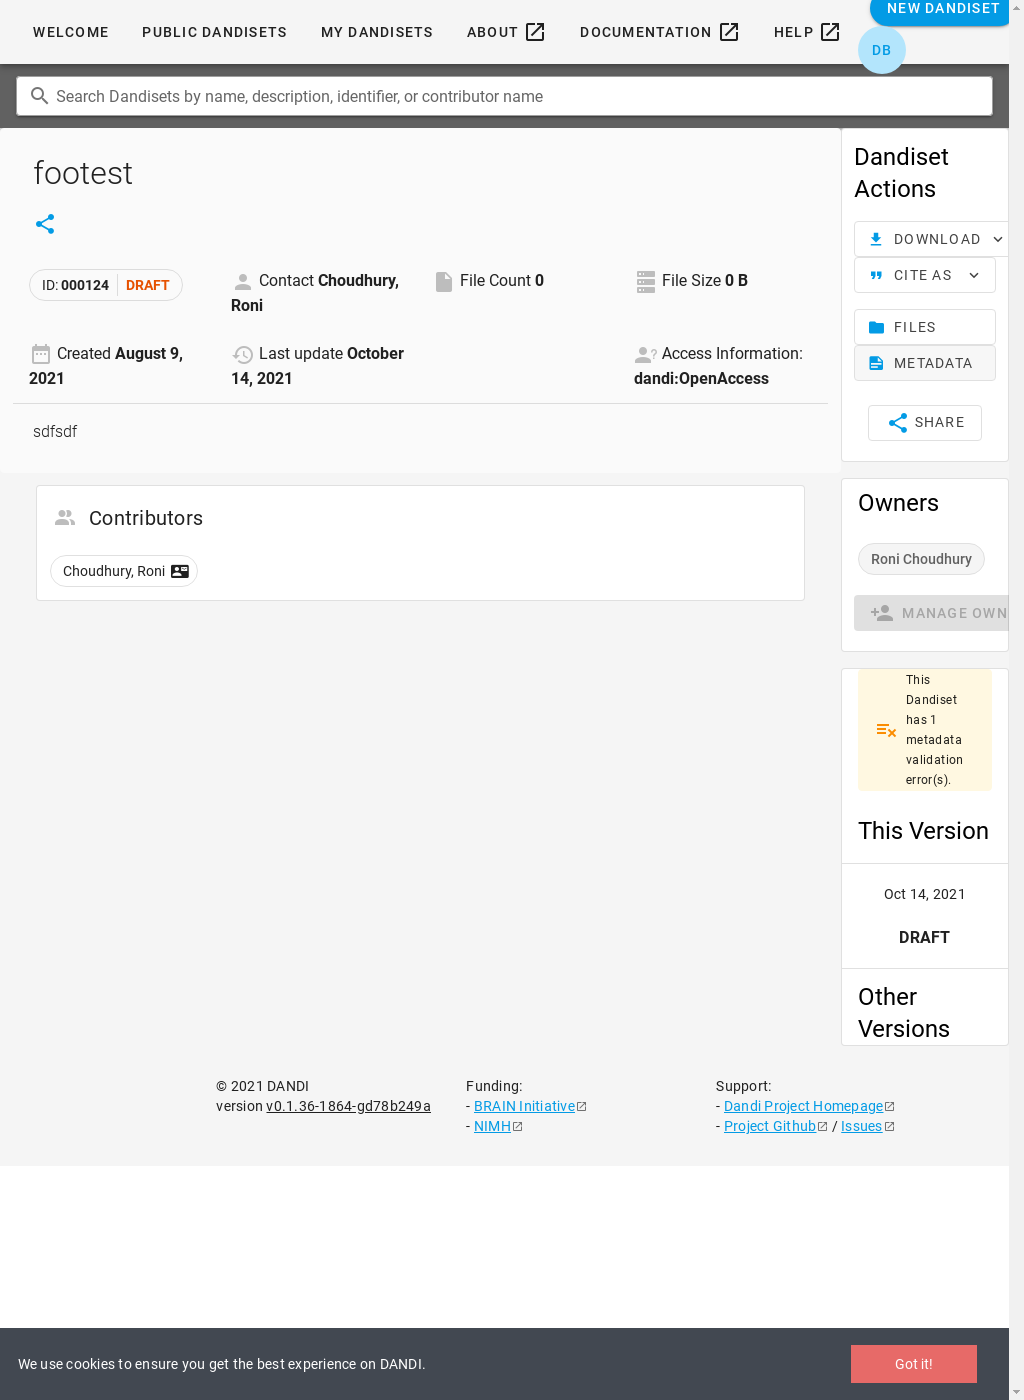 NEW DANDISET
WELCOME PUBLIC DANDISETS MY DANDISETS ABOUT DOCUMENTATION HELP
DB
Search Dandisets by name, description, identifier, or contributor name
footest
ID: 000124 DRAFT
Contact Choudhury, Roni
File Count 0
File Size 0 B
Created August 9, 2021
Last update October 14, 2021
Access Information: dandi:OpenAccess
sdfsdf
Contributors
Choudhury, Roni
Dandiset
Actions
DOWNLOAD
CITE AS
FILES
METADATA
SHARE
Owners
Roni Choudhury
MANAGE OWN
This
Dandiset
has 1
metadata
validation
error(s).
This Version
Oct 14, 2021
DRAFT
Other
Versions
© 2021 DANDI
version v0.1.36-1864-gd78b249a
Funding:
- BRAIN Initiative
- NIMH
Support:
- Dandi Project Homepage
- Project Github / Issues
We use cookies to ensure you get the best experience on DANDI.
Got it!